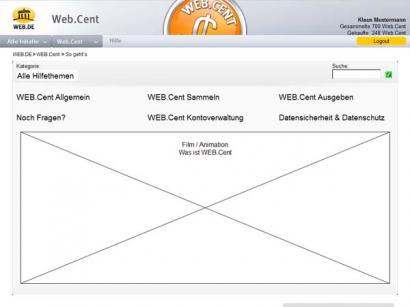 WEB.CENT
WEB.DE
Web.Cent
Klaus Mustermann
Gesammelte 700 Web.Cent
Gekaufte 248 Web.Cent
Alle Inhalte
Web.Cent
Hilfe
Logout
WEB.DE > WEB.Cent > So geht's
Kategorie:
Suche:
Alle Hilfethemen
WEB.Cent Allgemein
WEB.Cent Sammeln
WEB.Cent Ausgeben
Noch Fragen?
WEB.Cent Kontoverwaltung
Datensicherheit & Datenschutz
Film / Animation
Was ist WEB.Cent